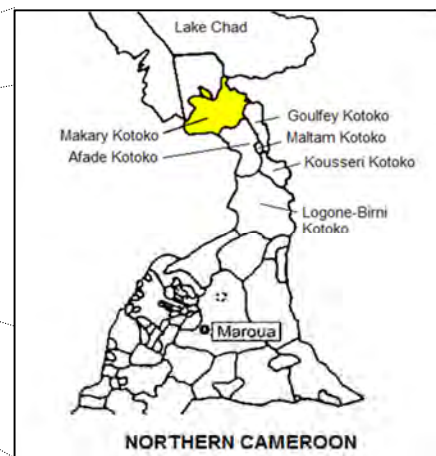 Lake Chad
Goulfey Kotoko
Makary Kotoko
Maltam Kotoko
Afade Kotoko
Kousseri Kotoko
Logone-Birni
Kotoko
Maroua
NORTHERN CAMEROON